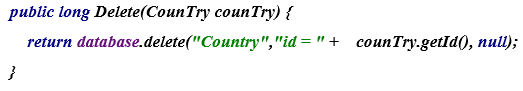 public long Delete(CounTry counTry) {
return database.delete("Country","id = " + counTry.getId(), null);
}